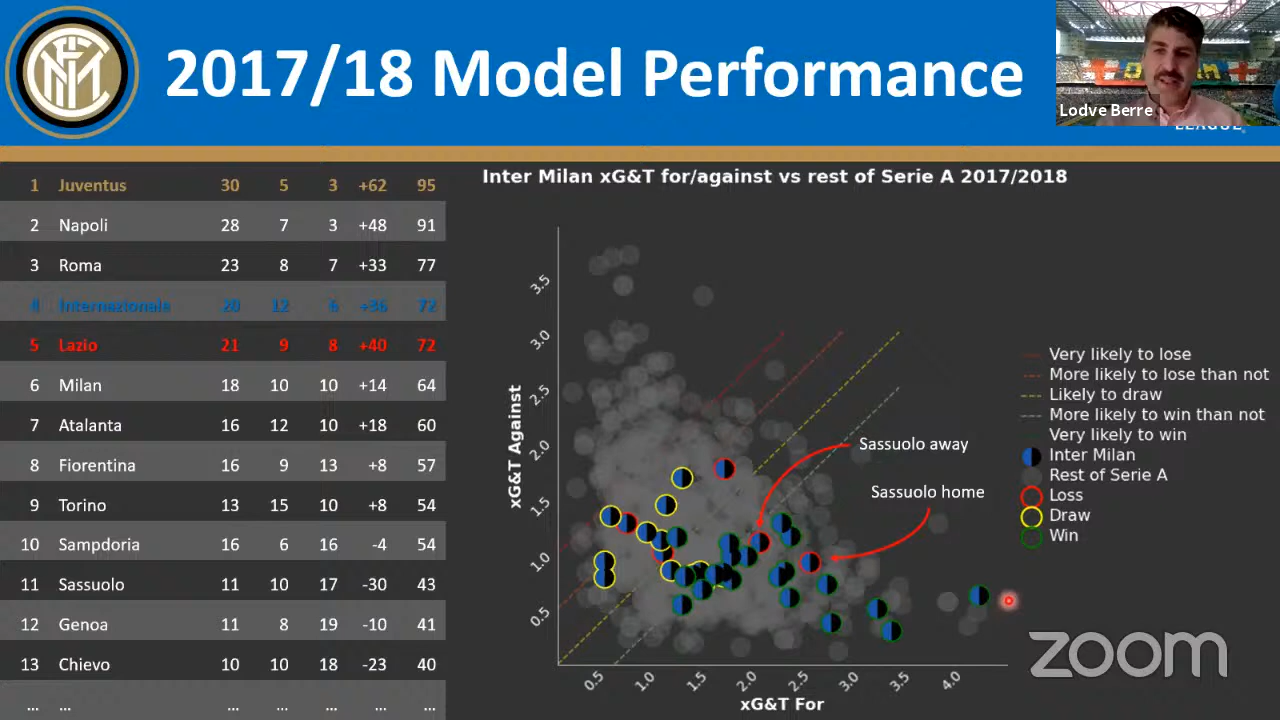 2017/18 Model Performance
Lodve Berre
LEAGUE
1 Juventus 30 5 3 +62 95
2 Napoli 28 7 3 +48 91
3 Roma 23 8 7 +33 77
4 Internazionale 20 12 6 +36 72
5 Lazio 21 9 8 +40 72
6 Milan 18 10 10 +14 64
7 Atalanta 16 12 10 +18 60
8 Fiorentina 16 9 13 +8 57
9 Torino 13 15 10 +8 54
10 Sampdoria 16 6 16 -4 54
11 Sassuolo 11 10 17 -30 43
12 Genoa 11 8 19 -10 41
13 Chievo 10 10 18 -23 40
... ... ... ... ... ... ...
Inter Milan xG&T for/against vs rest of Serie A 2017/2018
xG&T Against
3.5
3.0
2.5
2.0
1.5
1.0
0.5
Sassuolo away
Sassuolo home
0.5 1.0 1.5 2.0 2.5 3.0 3.5 4.0
xG&T For
Very likely to lose
More likely to lose than not
Likely to draw
More likely to win than not
Very likely to win
Inter Milan
Rest of Serie A
Loss
Draw
Win
zoom